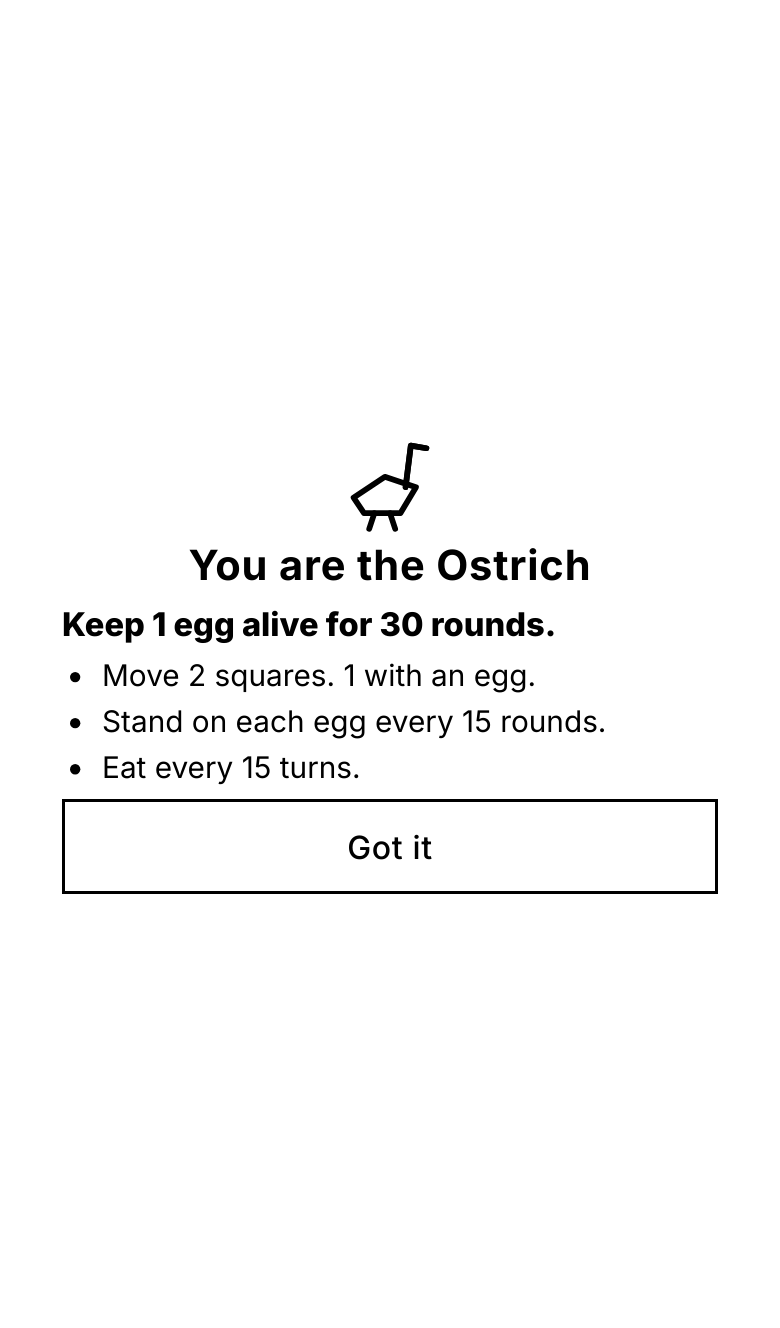 You are the Ostrich
Keep 1 egg alive for 30 rounds.
• Move 2 squares. 1 with an egg.
• Stand on each egg every 15 rounds.
• Eat every 15 turns.
Got it